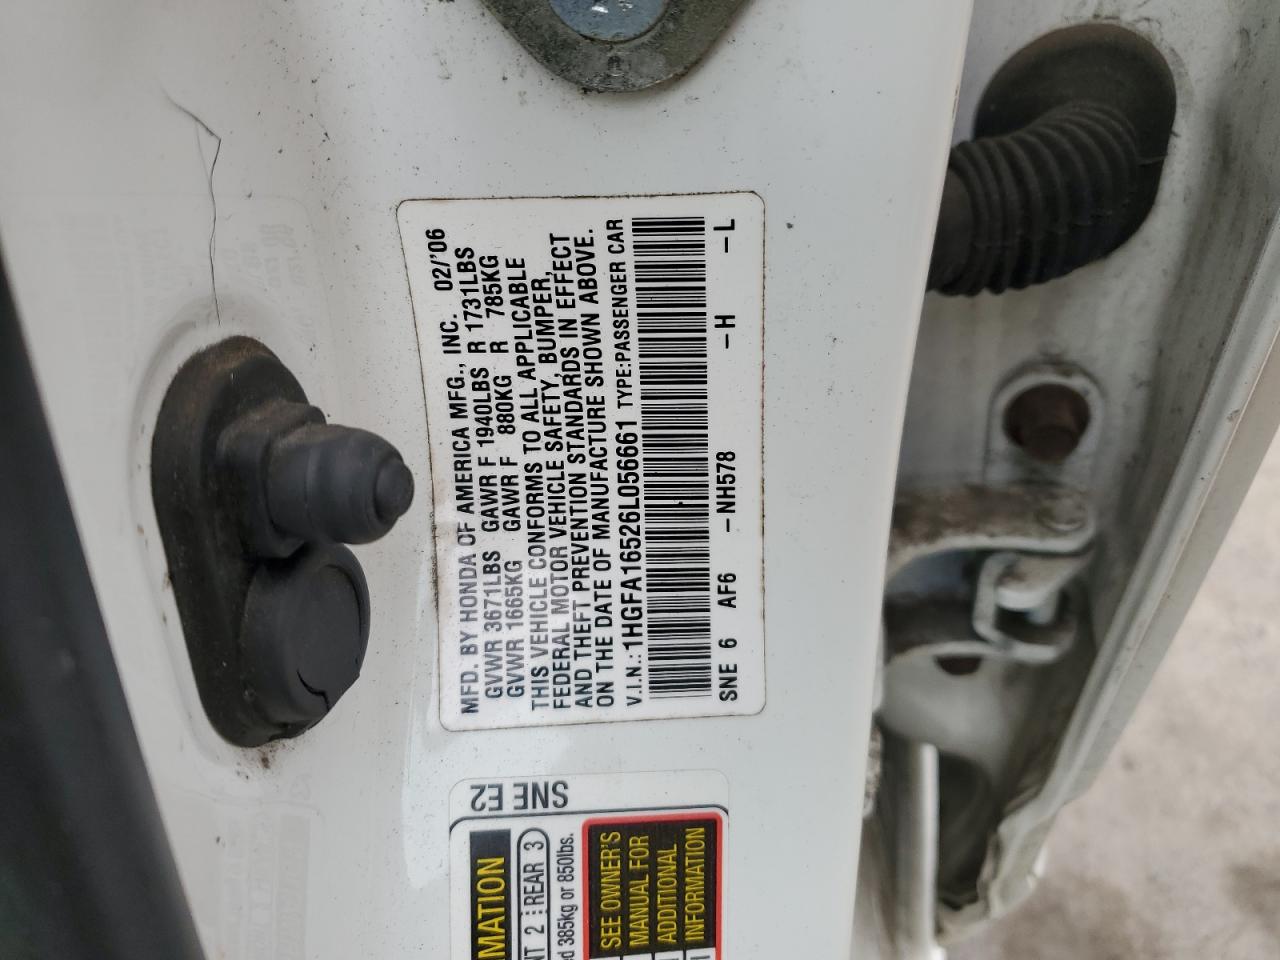 MFD. BY HONDA OF AMERICA MFG., INC. 02/'06
GVWR 3671LBS GAWR F 1940LBS R 1731LBS
GVWR 1665KG GAWR F 880KG R 785KG
THIS VEHICLE CONFORMS TO ALL APPLICABLE
FEDERAL MOTOR VEHICLE SAFETY, BUMPER,
AND THEFT PREVENTION STANDARDS IN EFFECT
ON THE DATE OF MANUFACTURE SHOWN ABOVE.
V.I.N.: 1HGFA16526L056661 TYPE:PASSENGER CAR
SNE 6 AF6 -NH578 -H -L
SNE E2
MATION
NT 2 REAR 3
ed 385kg or 850lbs.
SEE OWNER'S
MANUAL FOR
ADDITIONAL
INFORMATION